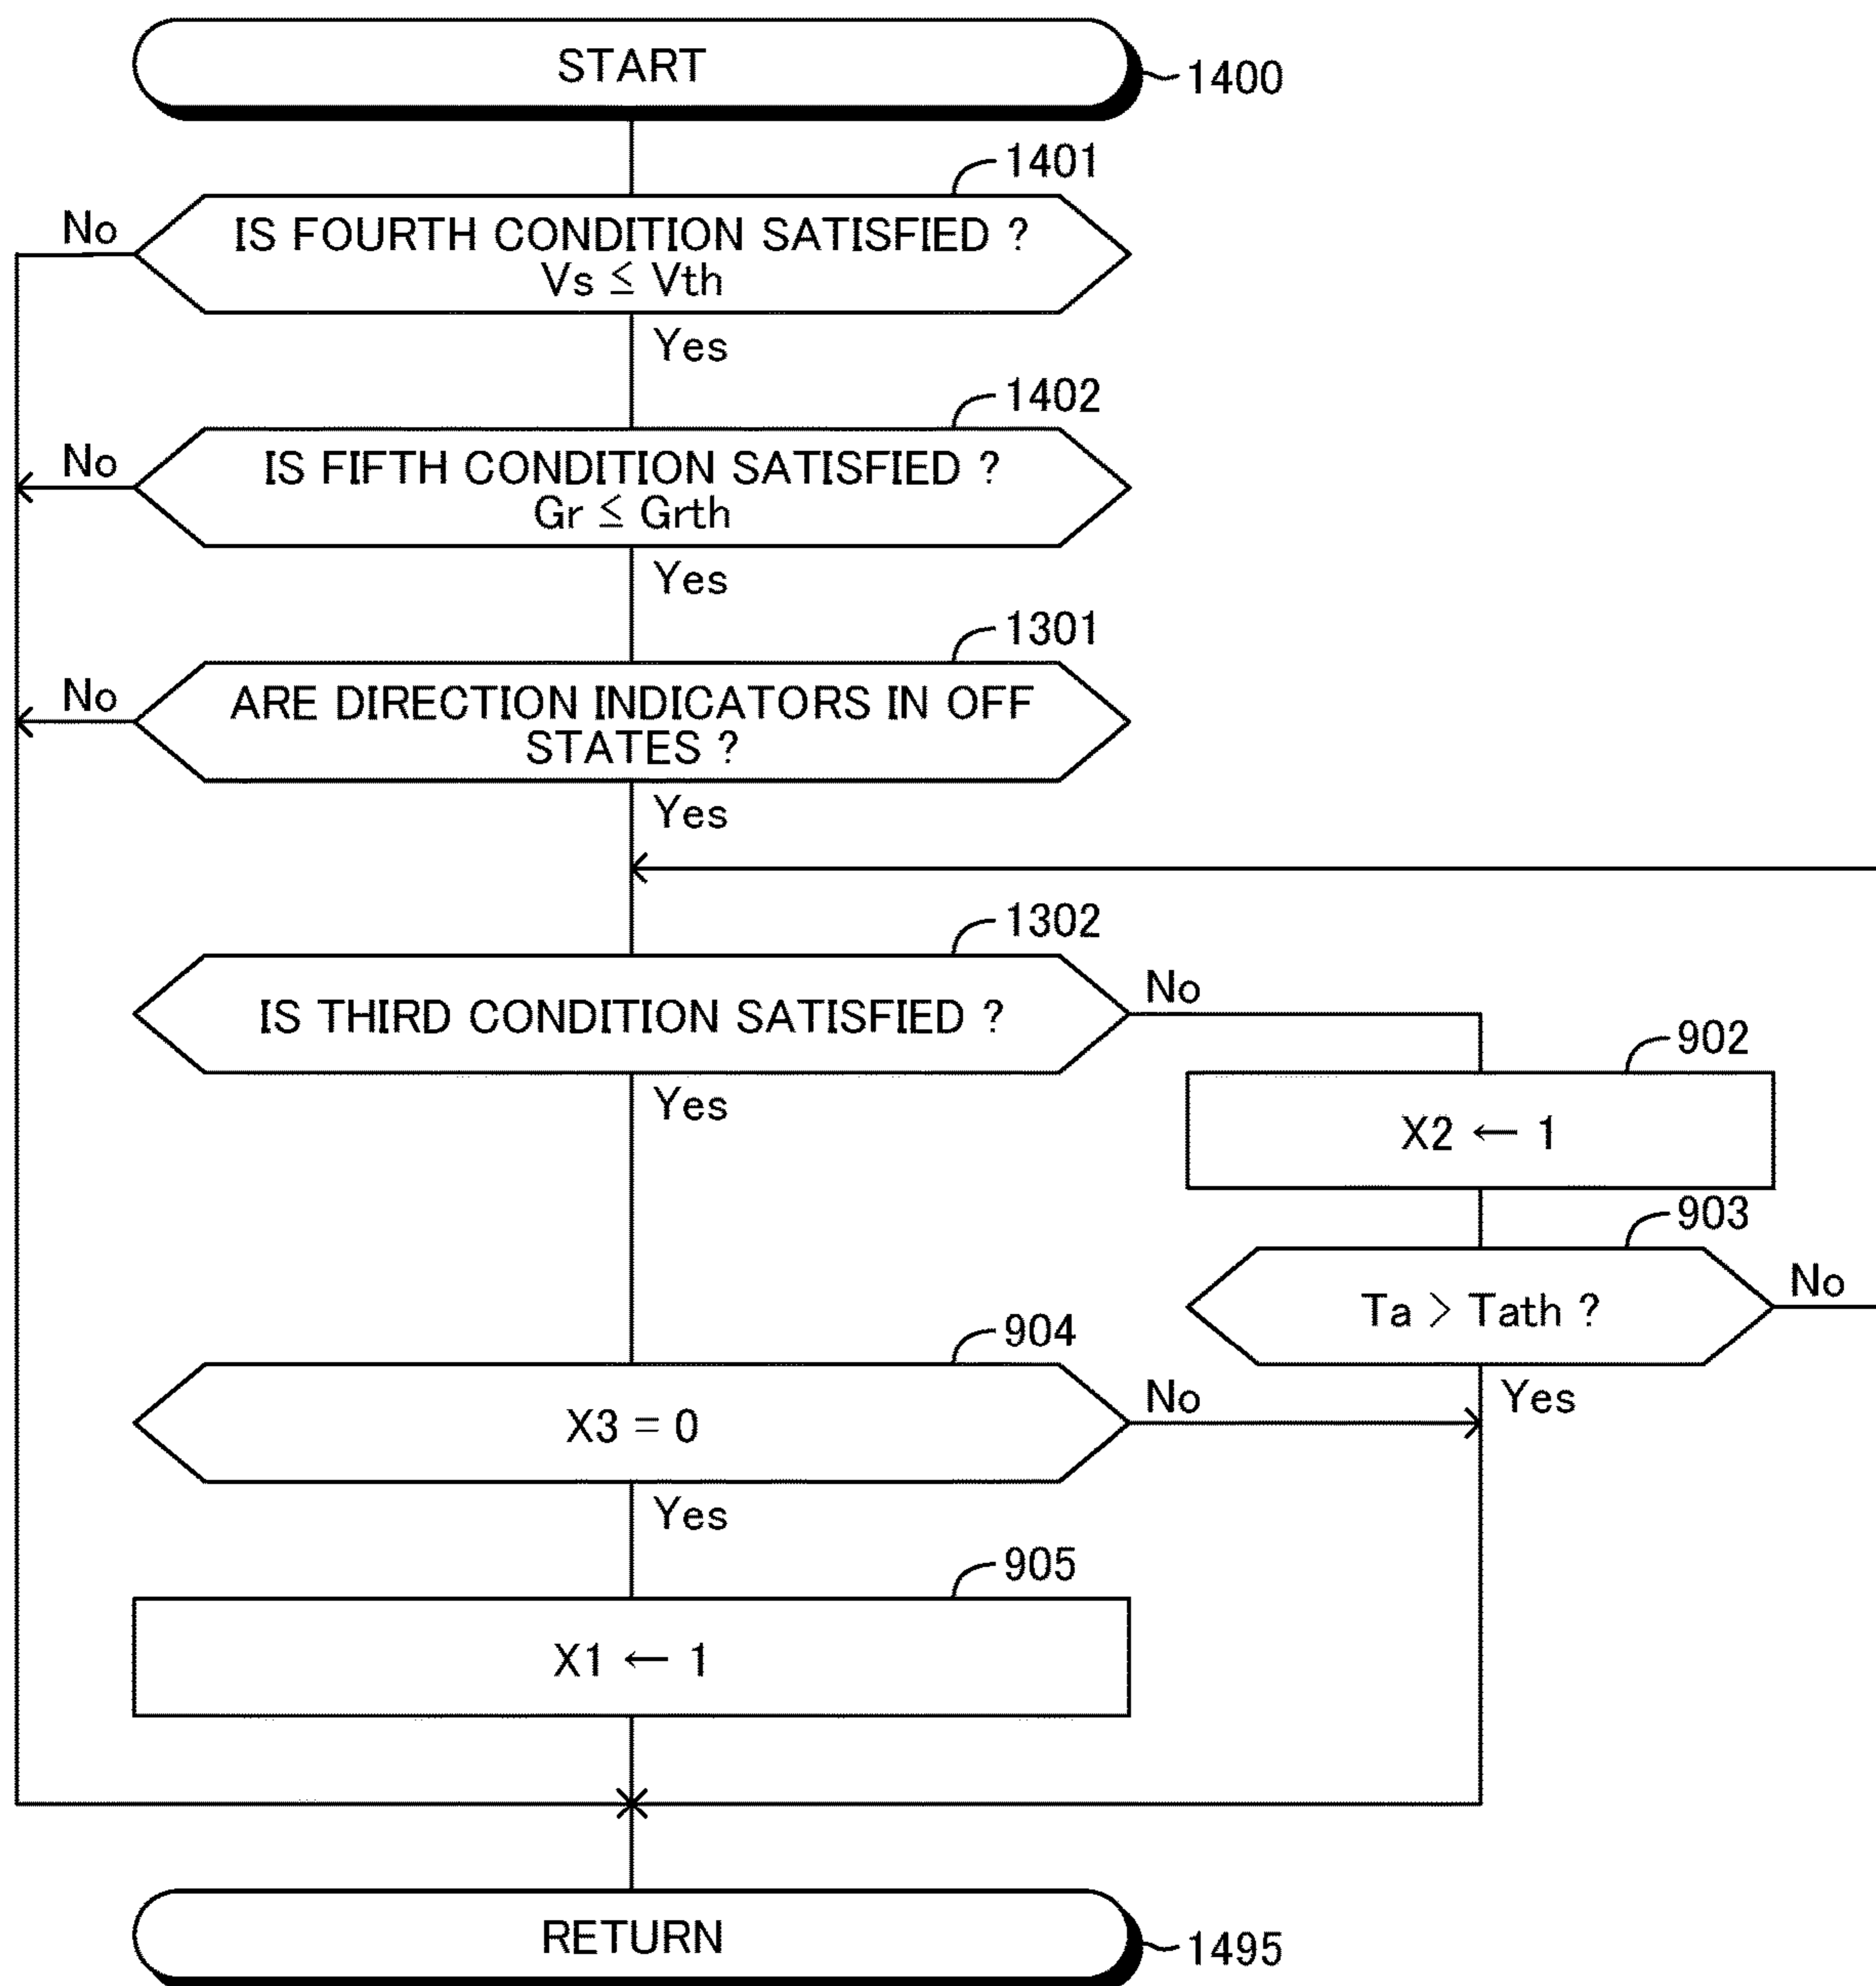 START
1400
1401
No
IS FOURTH CONDITION SATISFIED ?
Vs ≤ Vth
Yes
1402
No
IS FIFTH CONDITION SATISFIED ?
Gr ≤ Grth
Yes
1301
No
ARE DIRECTION INDICATORS IN OFF
STATES ?
Yes
1302
IS THIRD CONDITION SATISFIED ?
No
Yes
902
X2 ← 1
903
Ta > Tath ?
No
Yes
904
X3 = 0
No
Yes
905
X1 ← 1
RETURN
1495